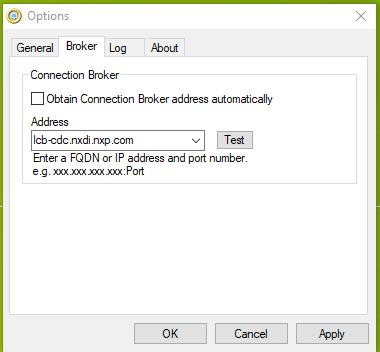 Options
General Broker Log About
Connection Broker
Obtain Connection Broker address automatically
Address
lcb-cdc.nxdi.nxp.com Test
Enter a FQDN or IP address and port number.
e.g. xxx.xxx.xxx.xxx:Port
OK Cancel Apply